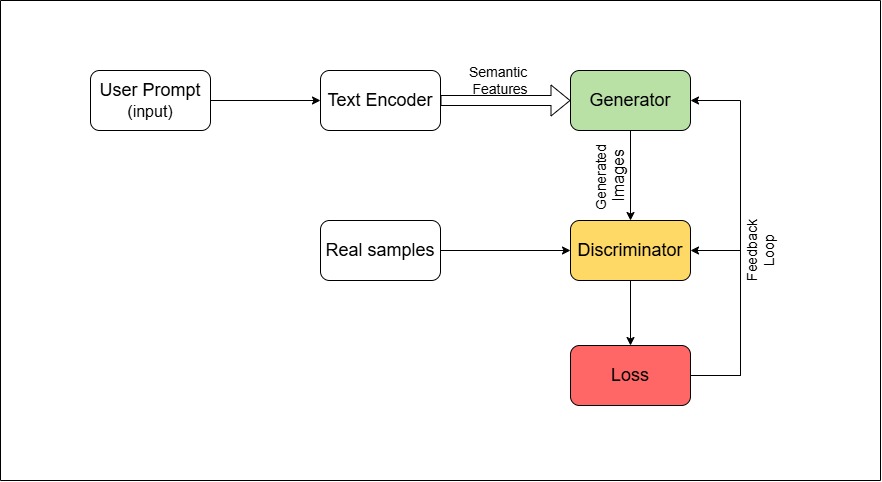 User Prompt
(input)
Text Encoder
Semantic
Features
Generator
Generated
Images
Real samples
Discriminator
Feedback
Loop
Loss